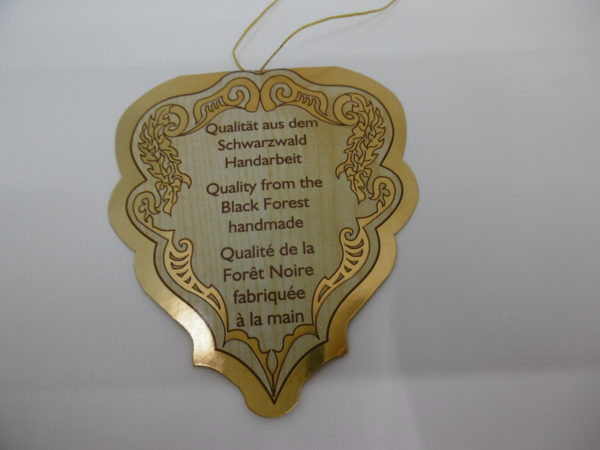 Qualität aus dem
Schwarzwald
Handarbeit
Quality from the
Black Forest
handmade
Qualité de la
Forêt Noire
fabriquée
à la main